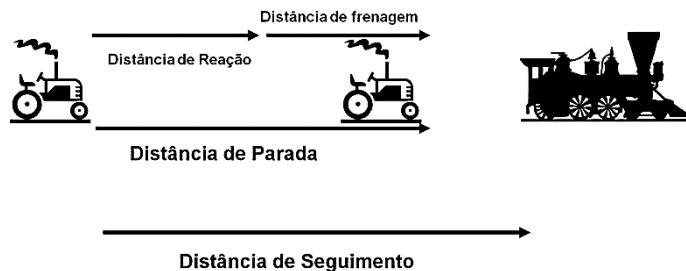 Distância de frenagem
Distância de Reação
Distância de Parada
Distância de Seguimento